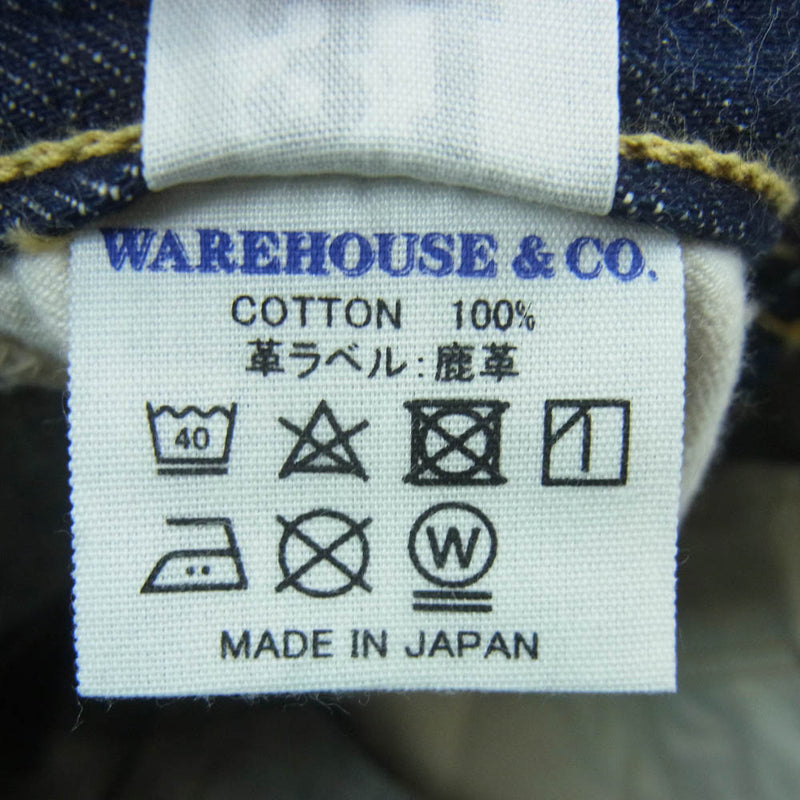 WAREHOUSE & CO.
COTTON 100%
革ラベル：鹿革
40
W
MADE IN JAPAN